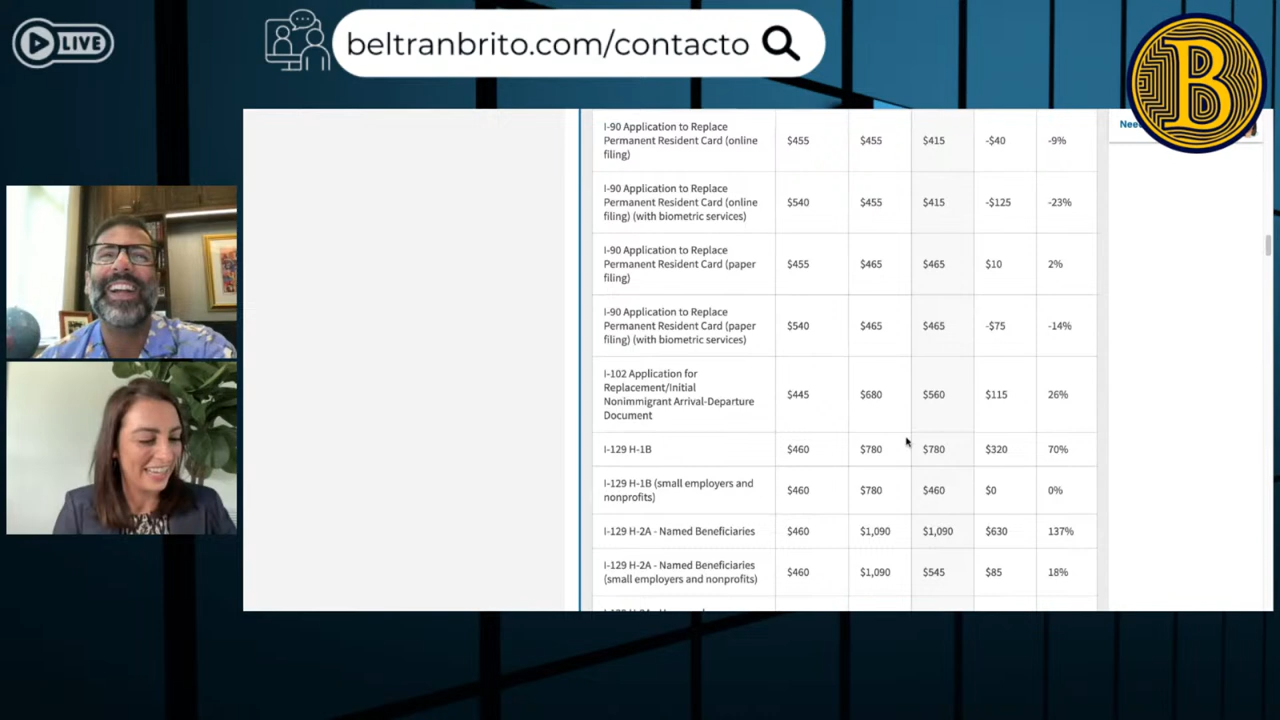 LIVE
beltranbrito.com/contacto
B
Nee
I-90 Application to Replace
Permanent Resident Card (online
filing)
$455
$455
$415
-$40
-9%
I-90 Application to Replace
Permanent Resident Card (online
filing) (with biometric services)
$540
$455
$415
-$125
-23%
I-90 Application to Replace
Permanent Resident Card (paper
filing)
$455
$465
$465
$10
2%
I-90 Application to Replace
Permanent Resident Card (paper
filing) (with biometric services)
$540
$465
$465
-$75
-14%
I-102 Application for
Replacement/Initial
Nonimmigrant Arrival-Departure
Document
$445
$680
$560
$115
26%
I-129 H-1B
$460
$780
$780
$320
70%
I-129 H-1B (small employers and
nonprofits)
$460
$780
$460
$0
0%
I-129 H-2A - Named Beneficiaries
$460
$1,090
$1,090
$630
137%
I-129 H-2A - Named Beneficiaries
(small employers and nonprofits)
$460
$1,090
$545
$85
18%